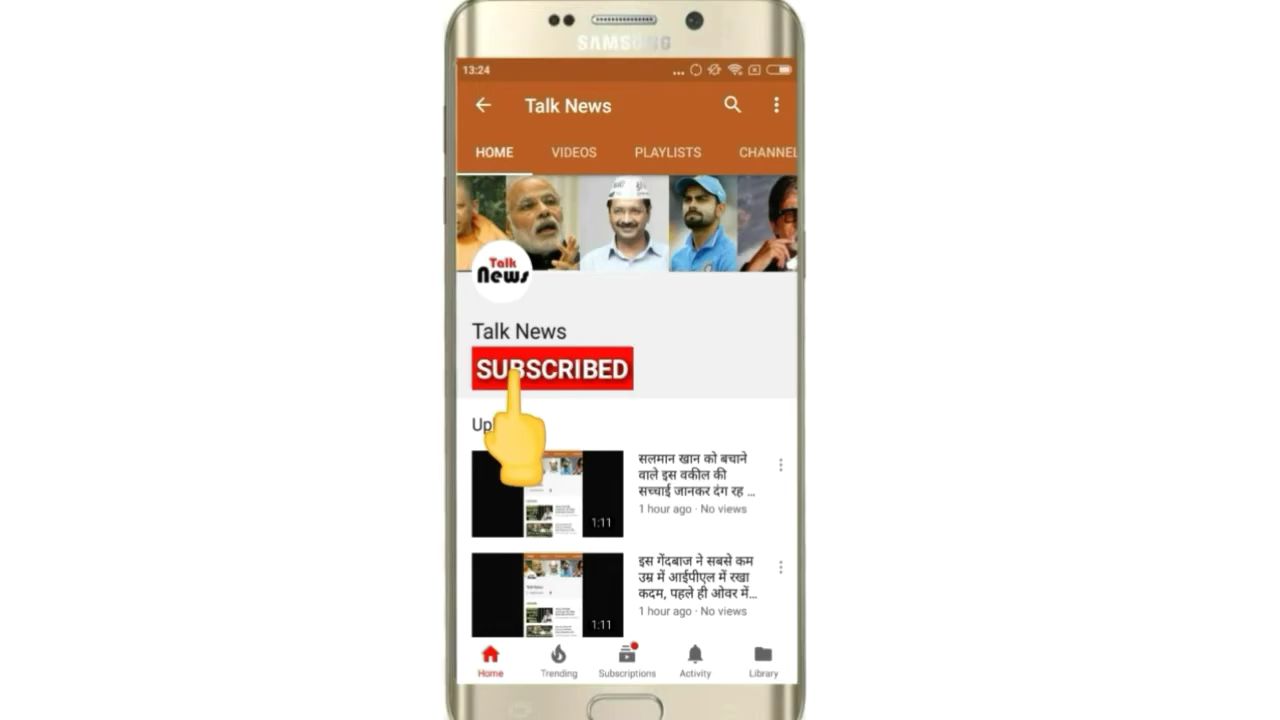 SAMSUNG
13:24
Talk News
HOME VIDEOS PLAYLISTS CHANNEL
Talk
News
Talk News
SUBSCRIBED
Up
सलमान खान को बचाने
वाले इस वकील की
सच्चाई जानकर दंग रह ...
1 hour ago · No views
1:11
इस गेंदबाज ने सबसे कम
उम्र में आईपीएल में रखा
कदम, पहले ही ओवर में...
1 hour ago · No views
1:11
Home Trending Subscriptions Activity Library